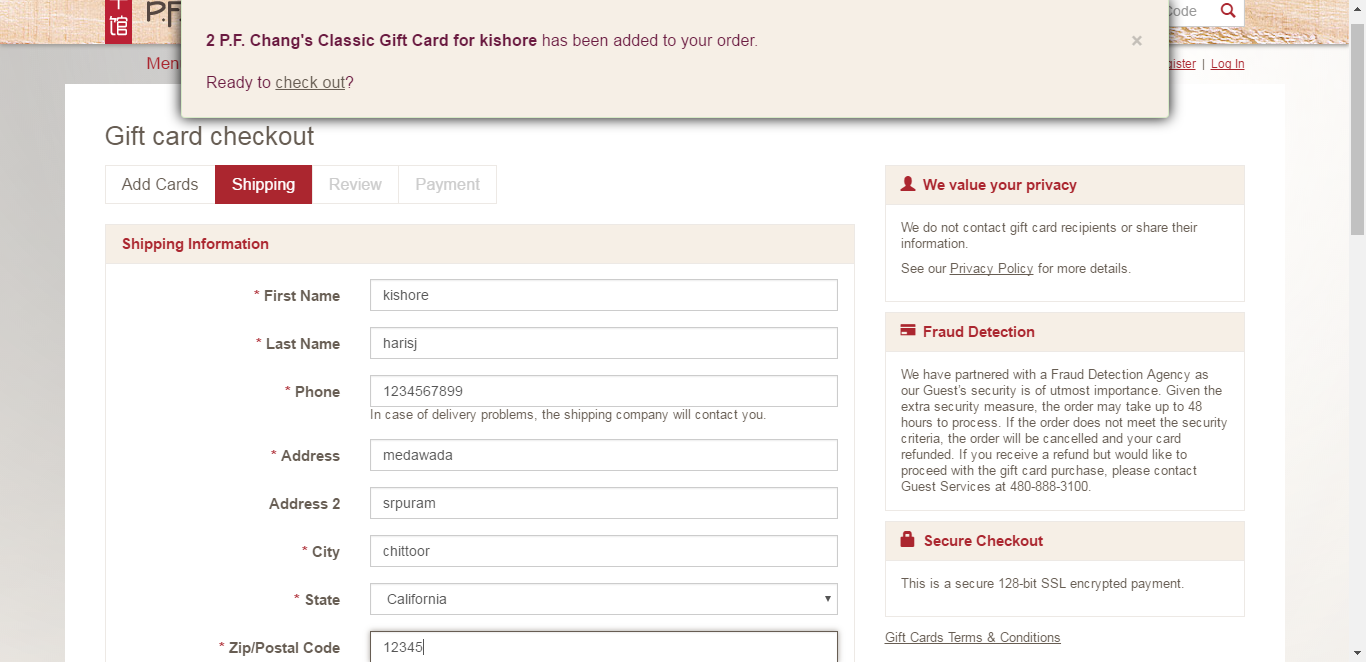 馆
P.F.
Code
2 P.F. Chang's Classic Gift Card for kishore has been added to your order.
×
Ready to check out?
Men
gister | Log In
Gift card checkout
Add Cards
Shipping
Review
Payment
Shipping Information
* First Name
kishore
* Last Name
harisj
* Phone
1234567899
In case of delivery problems, the shipping company will contact you.
* Address
medawada
Address 2
srpuram
* City
chittoor
* State
California
* Zip/Postal Code
12345
We value your privacy
We do not contact gift card recipients or share their
information.
See our Privacy Policy for more details.
Fraud Detection
We have partnered with a Fraud Detection Agency as
our Guest's security is of utmost importance. Given the
extra security measure, the order may take up to 48
hours to process. If the order does not meet the security
criteria, the order will be cancelled and your card
refunded. If you receive a refund but would like to
proceed with the gift card purchase, please contact
Guest Services at 480-888-3100.
Secure Checkout
This is a secure 128-bit SSL encrypted payment.
Gift Cards Terms & Conditions